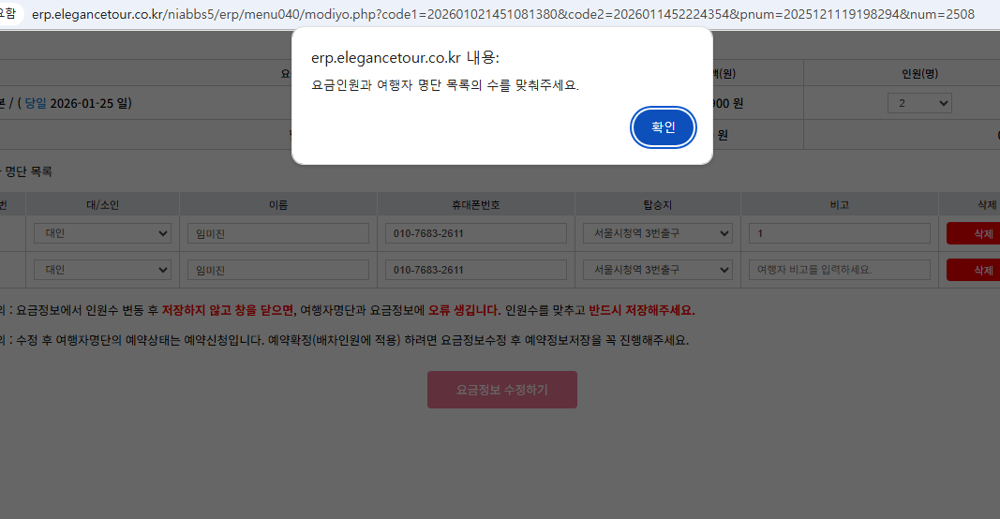 요함 erp.elegancetour.co.kr/niabbs5/erp/menu040/modiyo.php?code1=202601021451081380&code2=20260114522243​54&pnum=20251211191982​94&num=2508
erp.elegancetour.co.kr 내용:
요금인원과 여행자 명단 목록의 수를 맞춰주세요.
확인
인원(명)
본 / ( 당일 2026-01-25 일)
900 원
2
원
명단 목록
번 대/소인 이름 휴대폰번호 탑승지 비고 삭제
대인 임미진 010-7683-2611 서울시청역 3번출구 1 삭제
대인 임미진 010-7683-2611 서울시청역 3번출구 여행자 비고를 입력하세요. 삭제
의 : 요금정보에서 인원수 변동 후 저장하지 않고 창을 닫으면, 여행자명단과 요금정보에 오류 생깁니다. 인원수를 맞추고 반드시 저장해주세요.
의 : 수정 후 여행자명단의 예약상태는 예약신청입니다. 예약확정(배차인원에 적용) 하려면 요금정보수정 후 예약정보저장을 꼭 진행해주세요.
요금정보 수정하기